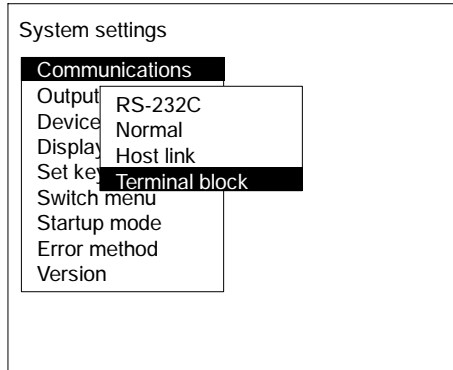 System settings
Communications
Output
RS-232C
Device
Normal
Display
Host link
Set key
Terminal block
Switch menu
Startup mode
Error method
Version